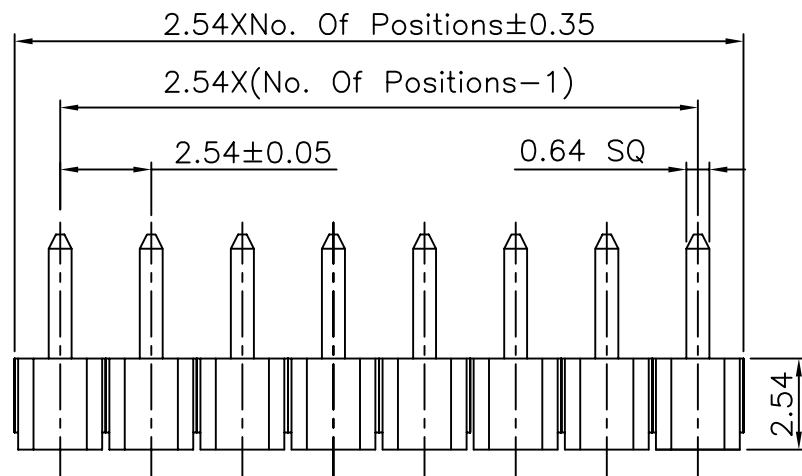 2.54XNo. Of Positions±0.35
2.54X(No. Of Positions-1)
2.54±0.05
0.64 SQ
2.54